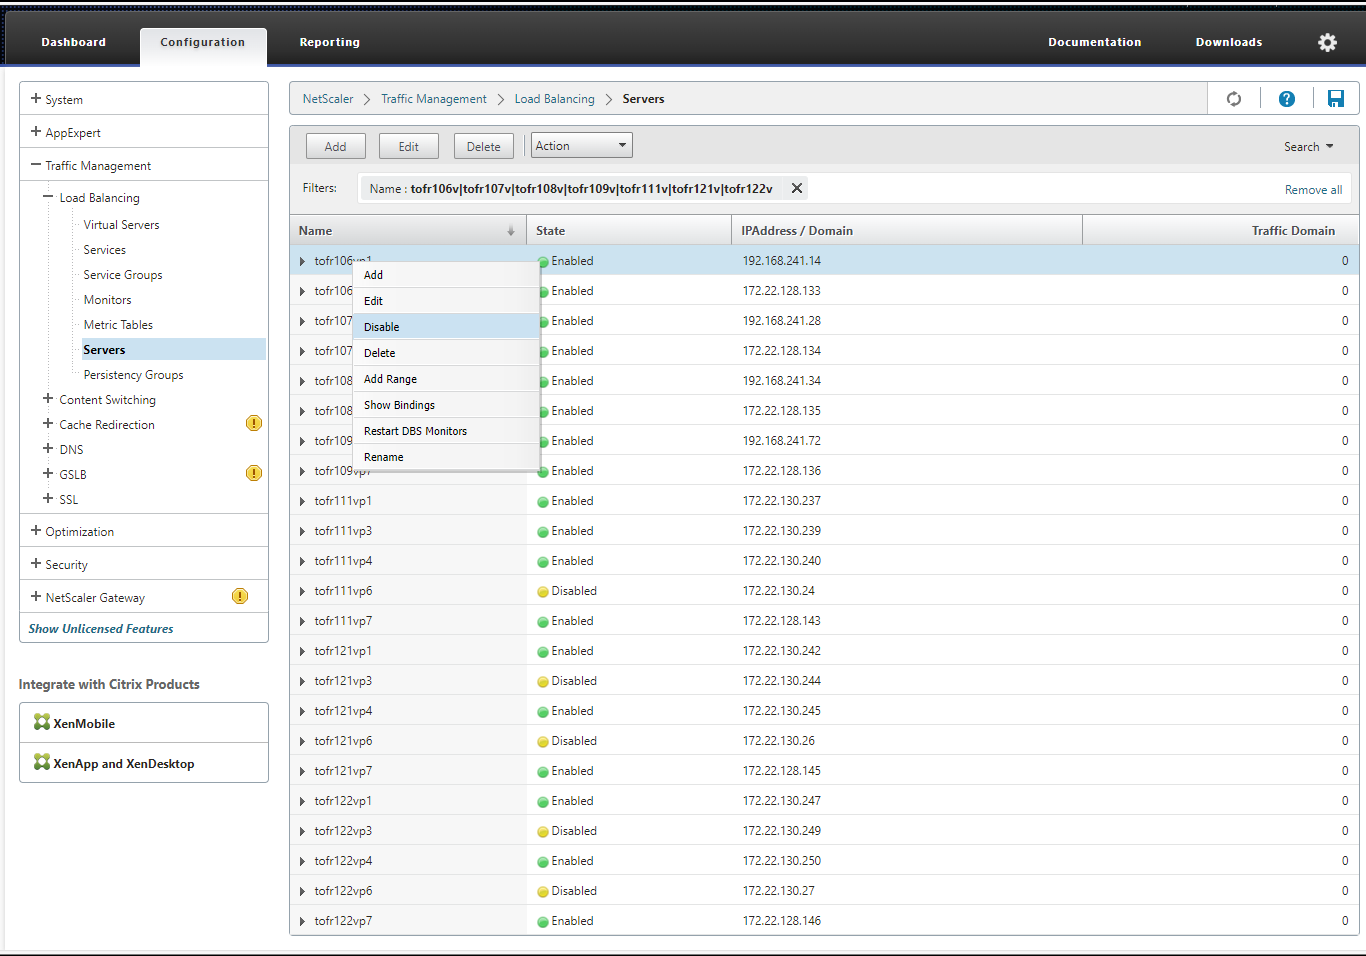 Dashboard Configuration Reporting Documentation Downloads
System
AppExpert
Traffic Management
Load Balancing
Virtual Servers
Services
Service Groups
Monitors
Metric Tables
Servers
Persistency Groups
Content Switching
Cache Redirection
DNS
GSLB
SSL
Optimization
Security
NetScaler Gateway
Show Unlicensed Features
Integrate with Citrix Products
XenMobile
XenApp and XenDesktop
NetScaler Traffic Management Load Balancing Servers
Add Edit Delete Action Search
Filters: Name : tofr106v|tofr107v|tofr108v|tofr109v|tofr111v|tofr121v|tofr122v Remove all
Name State IPAddress / Domain Traffic Domain
tofr106vp1 Enabled 192.168.241.14 0
tofr106 Enabled 172.22.128.133 0
tofr107 Enabled 192.168.241.28 0
tofr107 Enabled 172.22.128.134 0
tofr108 Enabled 192.168.241.34 0
tofr108 Enabled 172.22.128.135 0
tofr109 Enabled 192.168.241.72 0
tofr109vp7 Enabled 172.22.128.136 0
tofr111vp1 Enabled 172.22.130.237 0
tofr111vp3 Enabled 172.22.130.239 0
tofr111vp4 Enabled 172.22.130.240 0
tofr111vp6 Disabled 172.22.130.24 0
tofr111vp7 Enabled 172.22.128.143 0
tofr121vp1 Enabled 172.22.130.242 0
tofr121vp3 Disabled 172.22.130.244 0
tofr121vp4 Enabled 172.22.130.245 0
tofr121vp6 Disabled 172.22.130.26 0
tofr121vp7 Enabled 172.22.128.145 0
tofr122vp1 Enabled 172.22.130.247 0
tofr122vp3 Disabled 172.22.130.249 0
tofr122vp4 Enabled 172.22.130.250 0
tofr122vp6 Disabled 172.22.130.27 0
tofr122vp7 Enabled 172.22.128.146 0
Add
Edit
Disable
Delete
Add Range
Show Bindings
Restart DBS Monitors
Rename